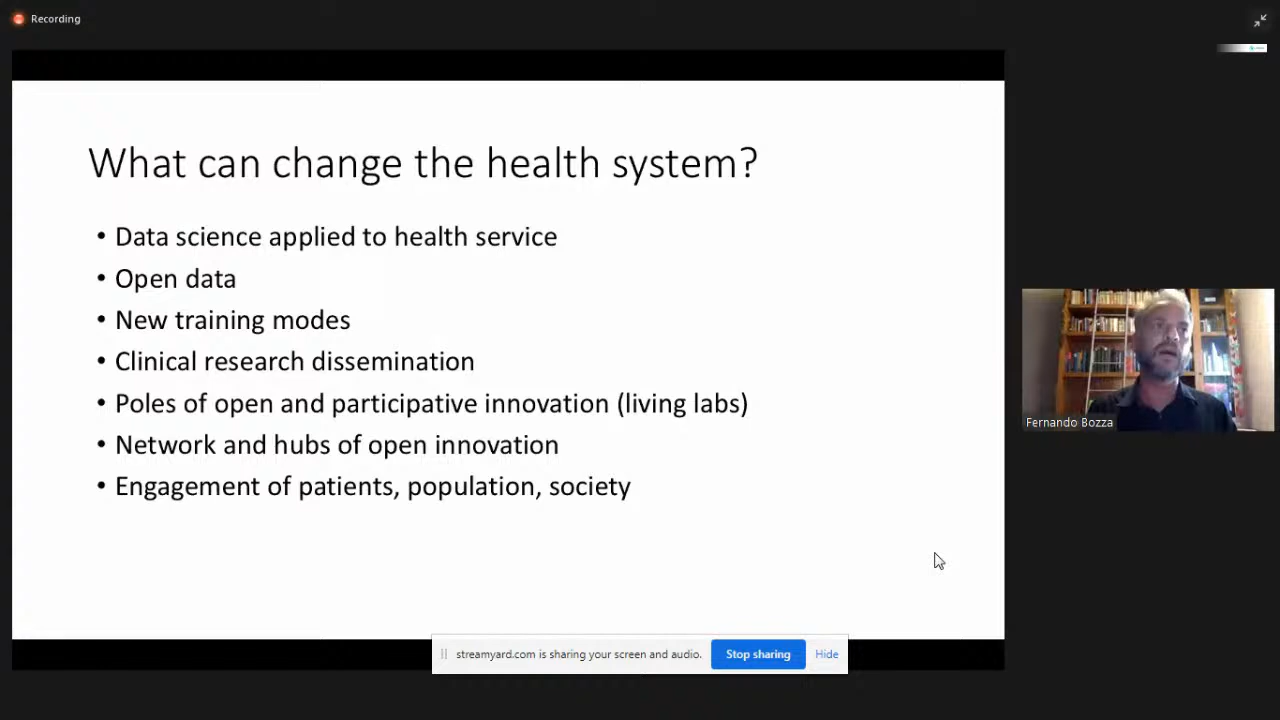 Recording
What can change the health system?
• Data science applied to health service
• Open data
• New training modes
• Clinical research dissemination
• Poles of open and participative innovation (living labs)
• Network and hubs of open innovation
• Engagement of patients, population, society
Fernando Bozza
streamyard.com is sharing your screen and audio.
Stop sharing
Hide